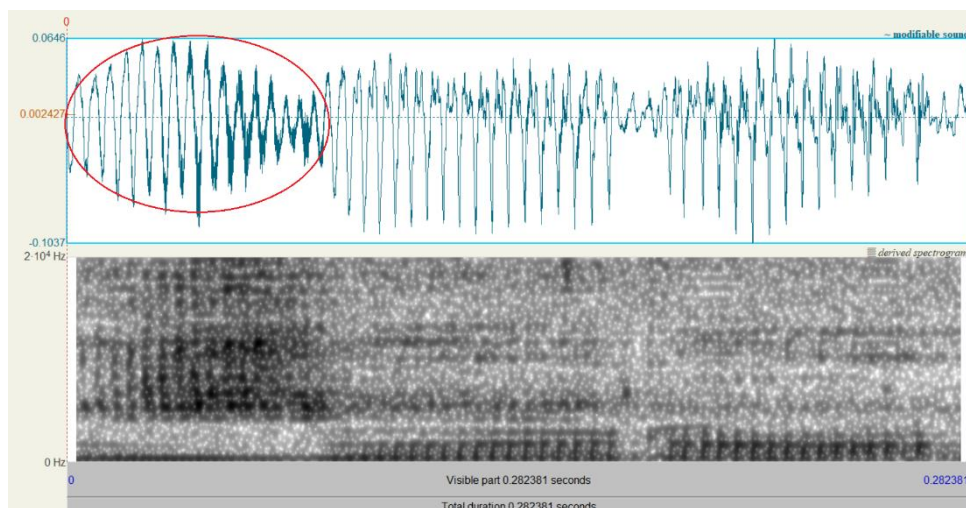 0
0.0646
~ modifiable sound
0.002427
-0.1037
2·10⁴ Hz
derived spectrogram
0 Hz
0 Visible part 0.282381 seconds 0.282381
Total duration 0.282381 seconds